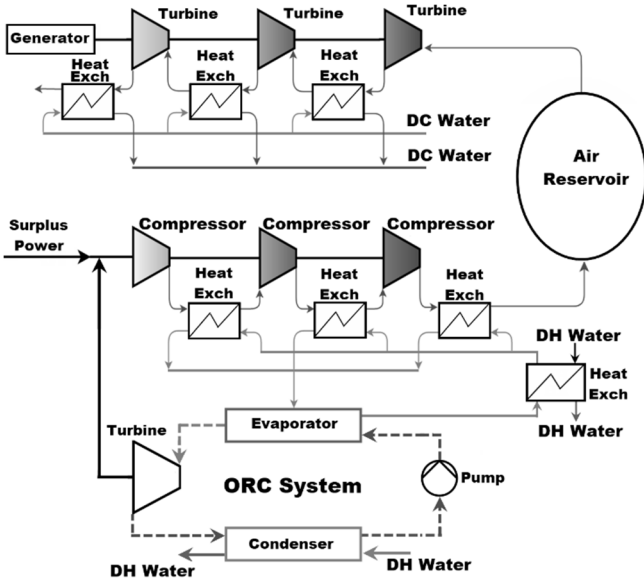 Turbine
Turbine
Turbine
Generator
Heat
Exch
Heat
Exch
Heat
Exch
DC Water
DC Water
Air
Reservoir
Surplus
Power
Compressor
Compressor
Compressor
Heat
Exch
Heat
Exch
Heat
Exch
DH Water
Heat
Exch
DH Water
Evaporator
Turbine
ORC System
Pump
Condenser
DH Water
DH Water